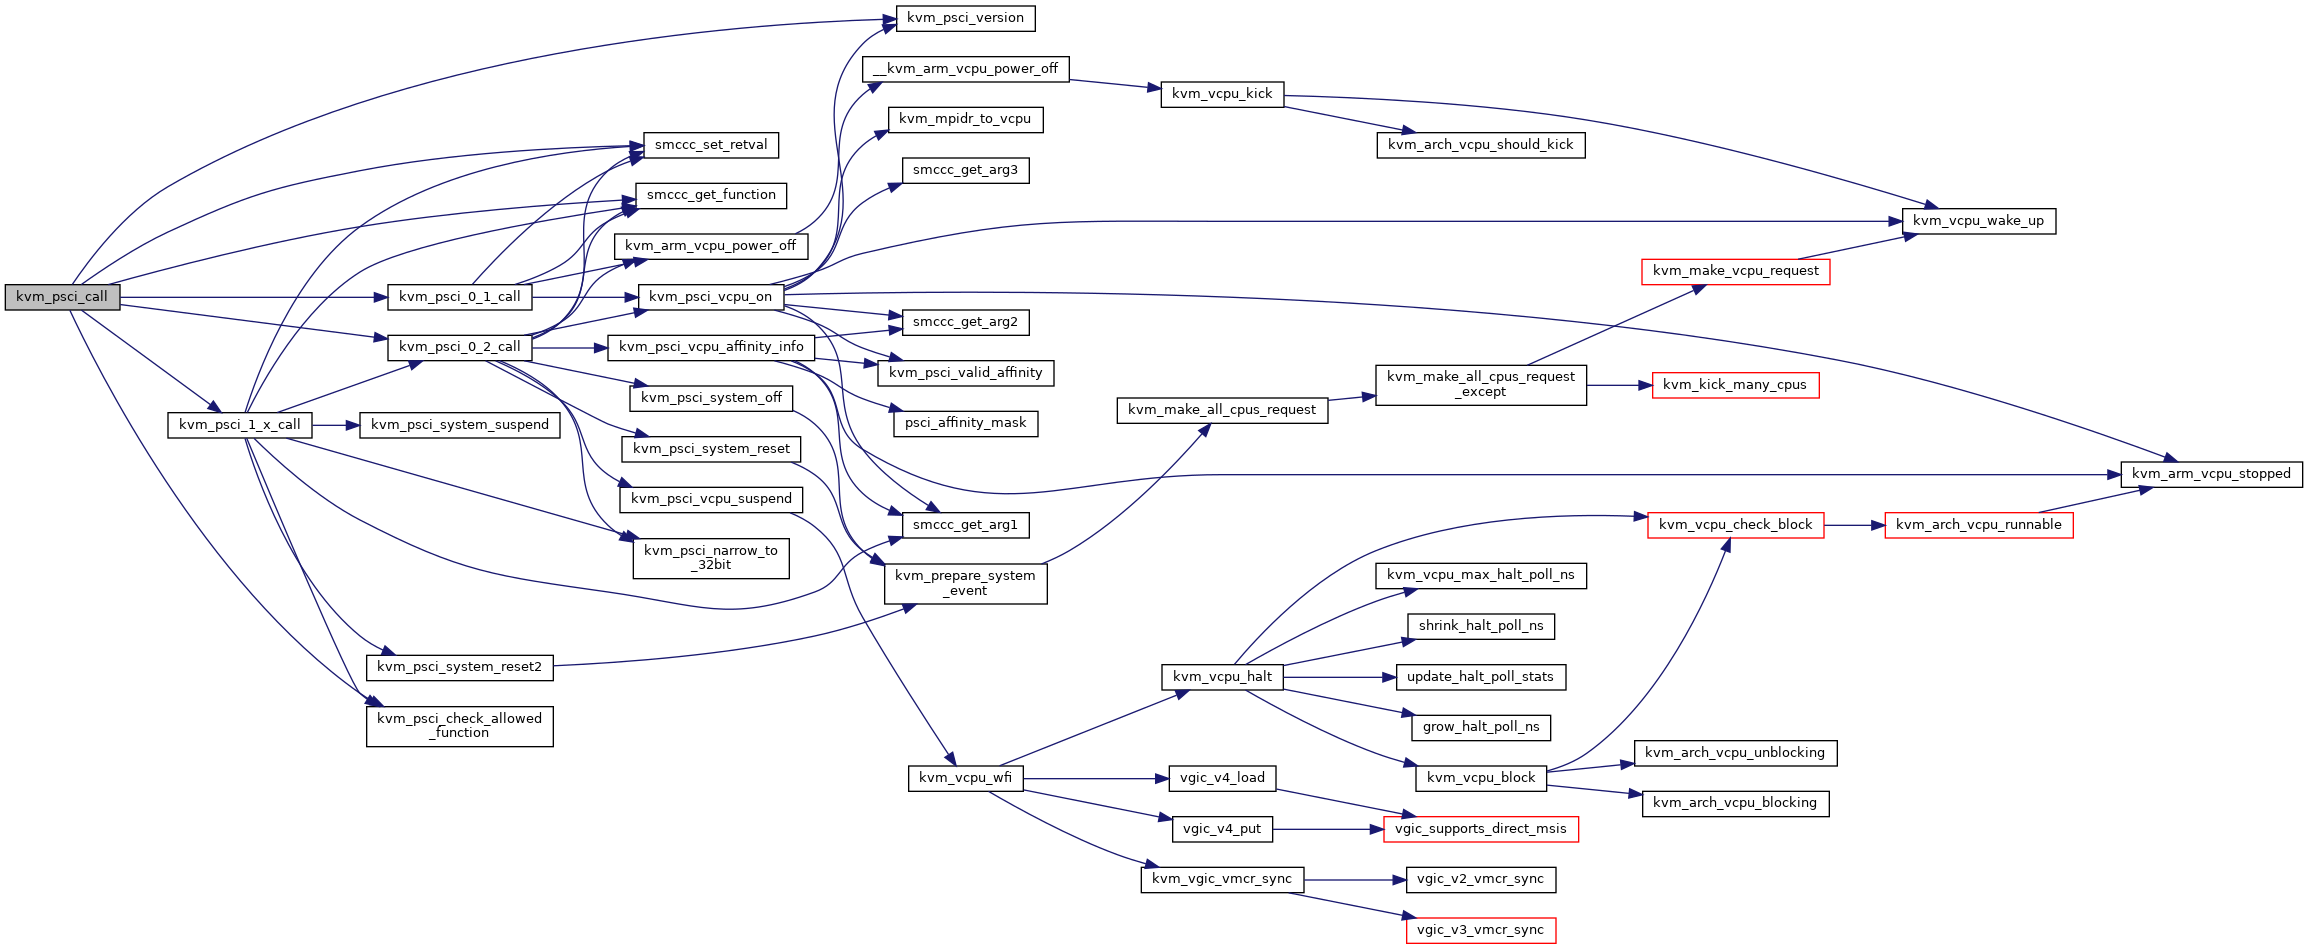 kvm_psci_version
__kvm_arm_vcpu_power_off
kvm_vcpu_kick
kvm_mpidr_to_vcpu
smccc_set_retval
kvm_arch_vcpu_should_kick
smccc_get_arg3
smccc_get_function
kvm_vcpu_wake_up
kvm_arm_vcpu_power_off
kvm_make_vcpu_request
kvm_psci_call
kvm_psci_0_1_call
kvm_psci_vcpu_on
smccc_get_arg2
kvm_psci_0_2_call
kvm_psci_vcpu_affinity_info
kvm_psci_valid_affinity
kvm_make_all_cpus_request
_except
kvm_kick_many_cpus
kvm_psci_system_off
kvm_make_all_cpus_request
psci_affinity_mask
kvm_psci_1_x_call
kvm_psci_system_suspend
kvm_psci_system_reset
kvm_arm_vcpu_stopped
kvm_psci_vcpu_suspend
smccc_get_arg1
kvm_vcpu_check_block
kvm_arch_vcpu_runnable
kvm_psci_narrow_to
_32bit
kvm_prepare_system
_event
kvm_vcpu_max_halt_poll_ns
shrink_halt_poll_ns
kvm_psci_system_reset2
kvm_vcpu_halt
update_halt_poll_stats
kvm_psci_check_allowed
_function
grow_halt_poll_ns
kvm_arch_vcpu_unblocking
kvm_vcpu_wfi
vgic_v4_load
kvm_vcpu_block
kvm_arch_vcpu_blocking
vgic_v4_put
vgic_supports_direct_msis
kvm_vgic_vmcr_sync
vgic_v2_vmcr_sync
vgic_v3_vmcr_sync